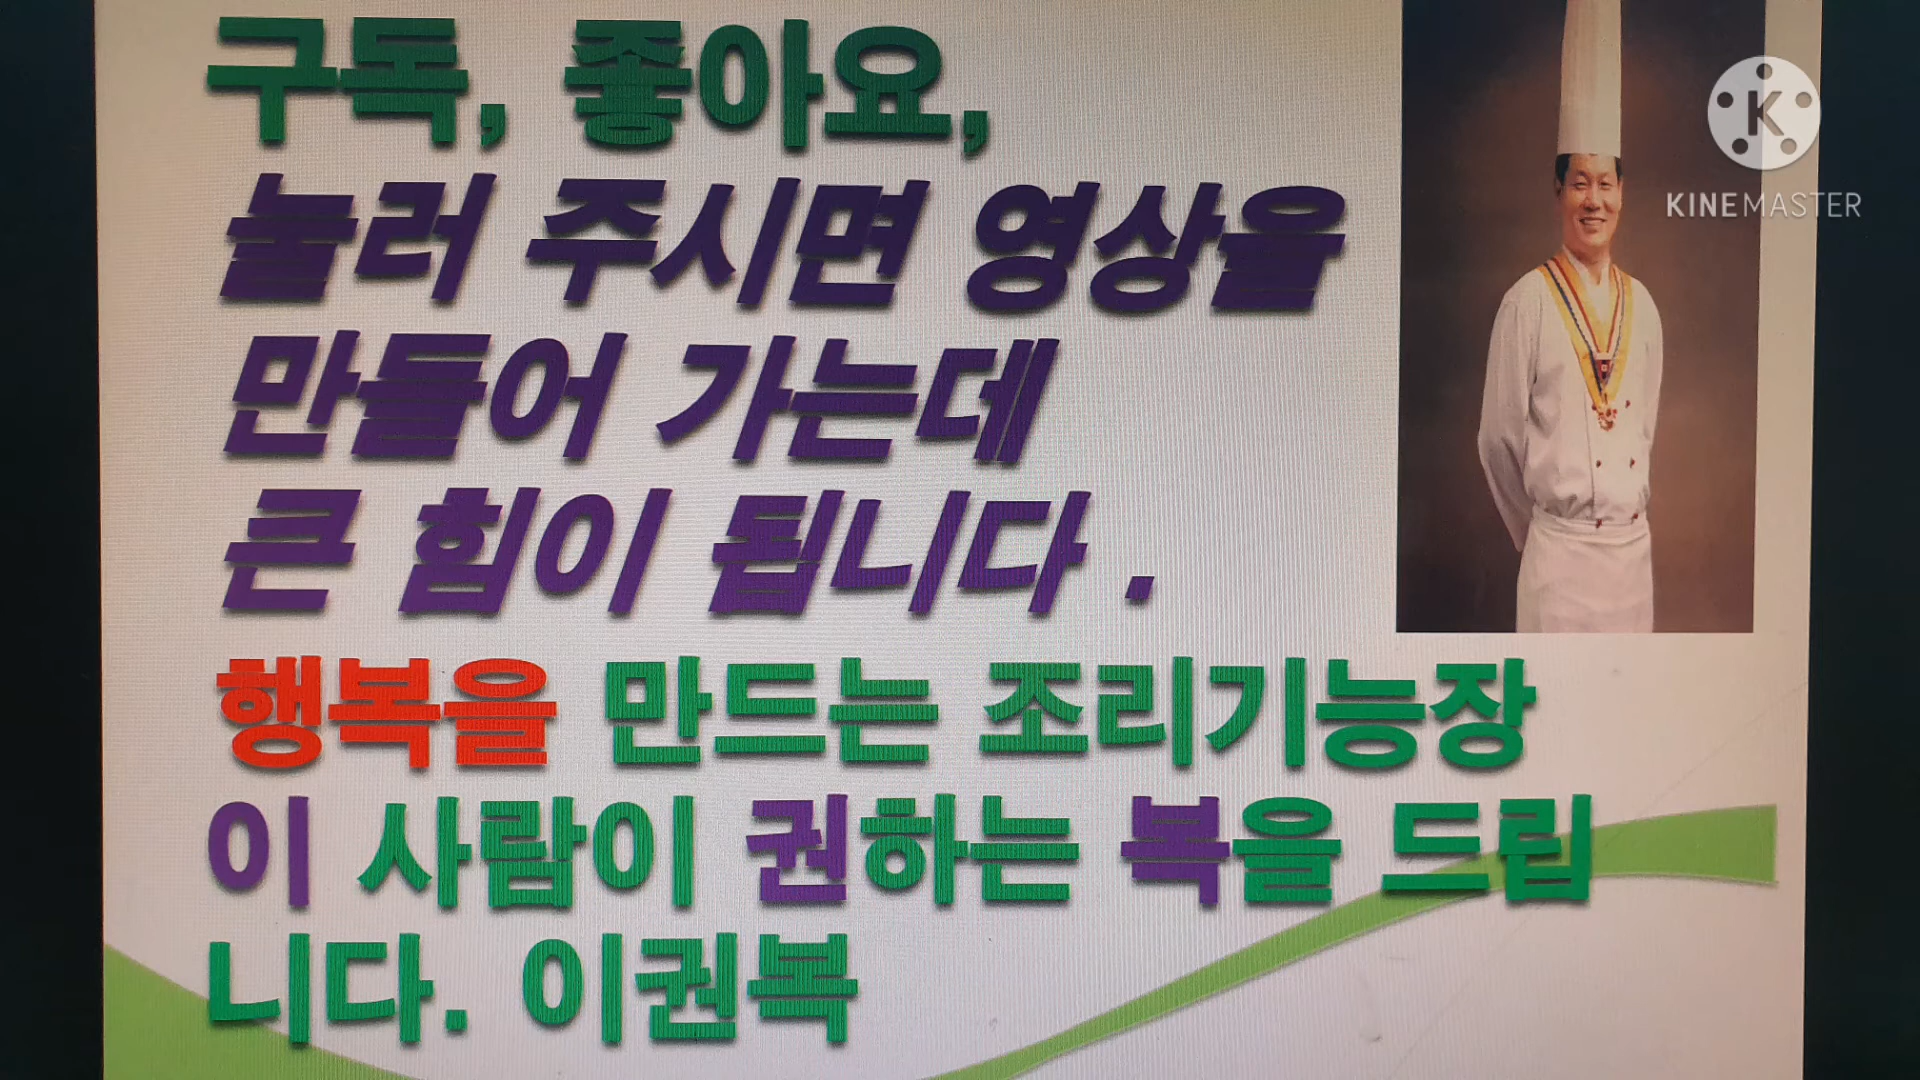 구독, 좋아요,
눌러 주시면 영상을
만들어 가는데
큰 힘이 됩니다 .
행복을 만드는 조리기능장
이 사람이 권하는 복을 드립
니다. 이권복
K
KINEMASTER